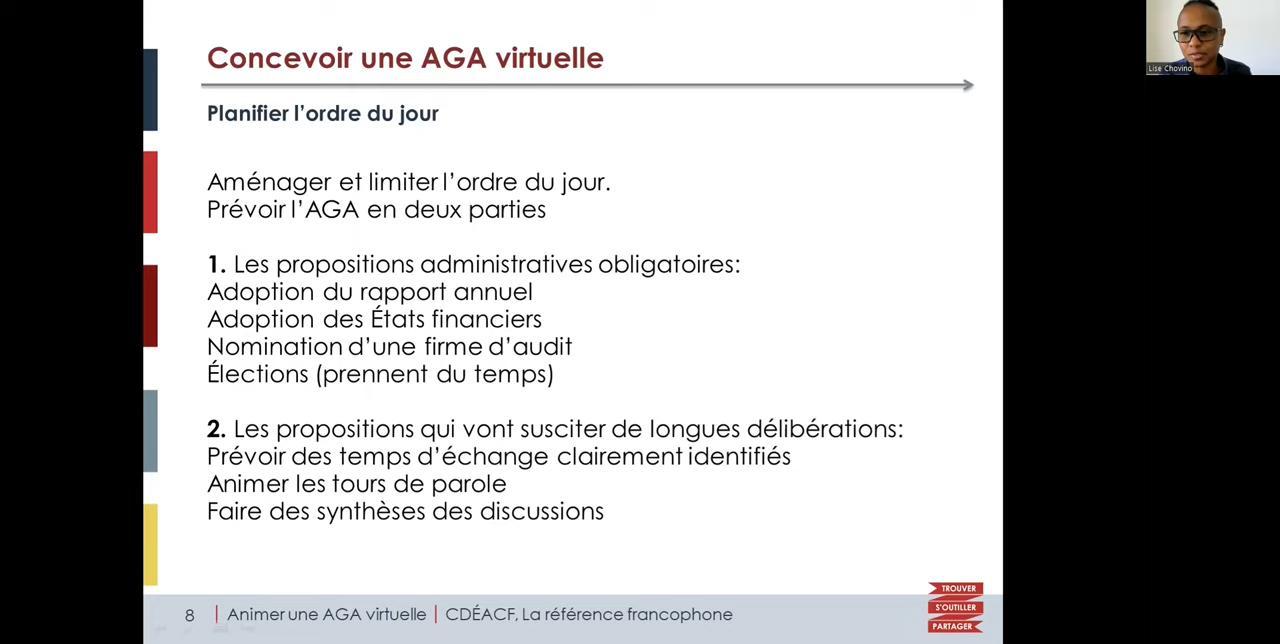 Concevoir une AGA virtuelle
Lise Chovino
Planifier l’ordre du jour
Aménager et limiter l’ordre du jour.
Prévoir l’AGA en deux parties
1. Les propositions administratives obligatoires:
Adoption du rapport annuel
Adoption des États financiers
Nomination d’une firme d’audit
Élections (prennent du temps)
2. Les propositions qui vont susciter de longues délibérations:
Prévoir des temps d’échange clairement identifiés
Animer les tours de parole
Faire des synthèses des discussions
8 | Animer une AGA virtuelle | CDÉACF, La référence francophone
TROUVER
S'OUTILLER
PARTAGER